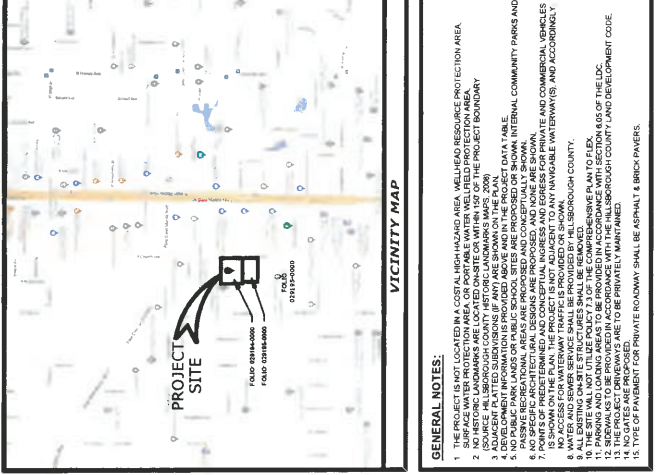 PROJECT
SITE
FOLIO: 029184-0000
FOLIO: 029185-0000
FOLIO:
029195-0000
VICINITY MAP
GENERAL NOTES:
1 THE PROJECT IS NOT LOCATED IN A COSTAL HIGH HAZARD AREA, WELLHEAD RESOURCE PROTECTION AREA,
SURFACE WATER PROTECTION AREA, OR PORTABLE WATER WELLFIELD PROTECTION AREA.
2 NO HISTORIC LANDMARKS ARE LOCATED ON-SITE OR WITHIN 150' OF THE PROJECT BOUNDARY
(SOURCE HILLSBOROUGH COUNTY HISTORIC LANDMARKS MAPS, 2006)
3 ADJACENT PLATTED SUBDIVISIONS (IF ANY) ARE SHOWN ON THE PLAN.
4. DEVELOPMENT INFORMATION IS PROVIDED ABOVE AND IN THE PROJECT DATA TABLE.
5. NO PUBLIC PARK LANDS OR PUBLIC SCHOOL SITES ARE PROPOSED OR SHOWN. INTERNAL COMMUNITY PARKS AND
PASSIVE RECREATIONAL AREAS ARE PROPOSED AND CONCEPTUALLY SHOWN.
6. NO SPECIFIC ARCHITECTURAL DESIGNS ARE PROPOSED, AND NONE ARE SHOWN.
7. POINTS OF PREDETERMINED AND CONCEPTUAL INGRESS AND EGRESS FOR PRIVATE AND COMMERCIAL VEHICLES
IS SHOWN ON THE PLAN. THE PROJECT IS NOT ADJACENT TO ANY NAVIGABLE WATERWAY(S), AND ACCORDINGLY
NO ACCESS FOR WATERWAY TRAFFIC IS PROVIDED OR SHOWN.
8. WATER AND SEWER SERVICE SHALL BE PROVIDED BY HILLSBOROUGH COUNTY.
9. ALL EXISTING ON-SITE STRUCTURES SHALL BE REMOVED.
10. THE SITE WILL NOT UTILIZE POLICY 7.3 OF THE COMPREHENSIVE PLAN TO FLEX.
11. PARKING AND LOADING AREAS TO BE PROVIDED IN ACCORDANCE WITH SECTION 6.05 OF THE LDC.
12. SIDEWALKS TO BE PROVIDED IN ACCORDANCE WITH THE HILLSBOROUGH COUNTY LAND DEVELOPMENT CODE.
13. THE PROJECT DRIVEWAYS ARE TO BE PRIVATELY MAINTAINED.
14. NO GATES ARE PROPOSED.
15. TYPE OF PAVEMENT FOR PRIVATE ROADWAY SHALL BE ASPHALT & BRICK PAVERS.